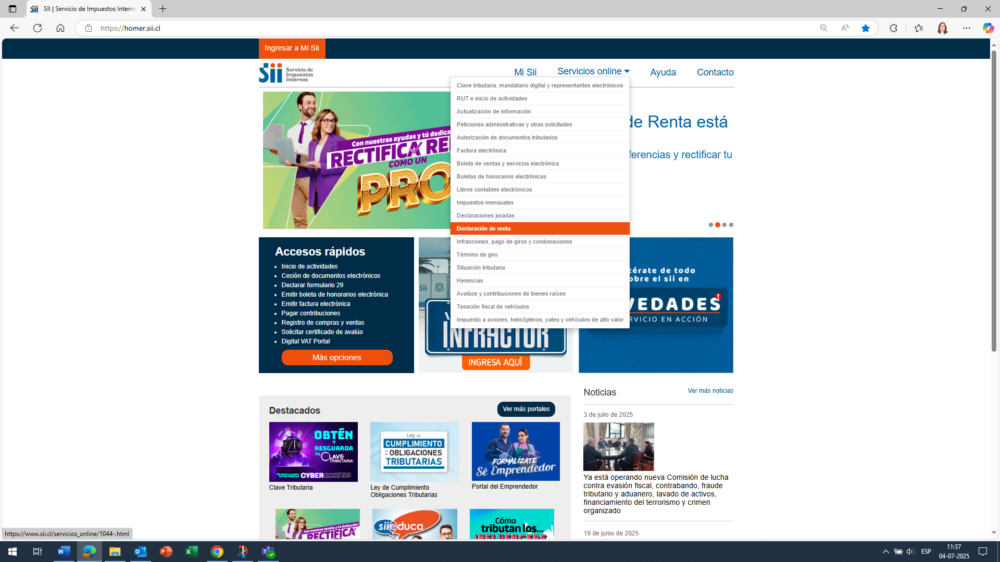 SII | Servicio de Impuestos Interno
https://homer.sii.cl
Ingresar a Mi Sii
Sii Servicio de
Impuestos
Internos
Mi Sii
Servicios online
Ayuda
Contacto
Clave tributaria, mandatario digital y representantes electrónicos
RUT e inicio de actividades
Actualización de información
Peticiones administrativas y otras solicitudes
Autorización de documentos tributarios
Factura electrónica
Boleta de ventas y servicios electrónica
Boletas de honorarios electrónicas
Libros contables electrónicos
Impuestos mensuales
Declaraciones juradas
Declaración de renta
Infracciones, pago de giros y condonaciones
Término de giro
Situación tributaria
Herencias
Avalúos y contribuciones de bienes raíces
Tasación fiscal de vehículos
Impuesto a aviones, helicópteros, yates y vehículos de alto valor
Con nuestras ayudas y tú dedica
RECTIFICA RE
COMO UN
PRO
de Renta está
ferencias y rectificar tu
Accesos rápidos
Inicio de actividades
Cesión de documentos electrónicos
Declarar formulario 29
Emitir boleta de honorarios electrónica
Emitir factura electrónica
Pagar contribuciones
Registro de compras y ventas
Solicitar certificado de avalúo
Digital VAT Portal
Más opciones
sii
INFRACTOR
INGRESA AQUÍ
térate de todo
obre el sii en
VEDADES
RVICIO EN ACCIÓN
Destacados
Ver más portales
OBTÉN
Y
RESGUARDA
TU CLAVE
TRIBUTARIA
CYBERGRIETAS
Clave Tributaria
Ley de
CUMPLIMIENTO
DE OBLIGACIONES
TRIBUTARIAS
Ley de Cumplimiento
Obligaciones Tributarias
FORMALÍZATE
Sé Emprendedor
Portal del Emprendedor
Con nuestras ayudas y tú dedicación
RECTIFICA
siieduca
Cómo
tributan los...
INFLUENCERS
Noticias
Ver más noticias
3 de julio de 2025
Ya está operando nueva Comisión de lucha
contra evasión fiscal, contrabando, fraude
tributario y aduanero, lavado de activos,
financiamiento del terrorismo y crimen
organizado
19 de junio de 2025
https://www.sii.cl/servicios_online/1044-.html
ESP
11:37
04-07-2025